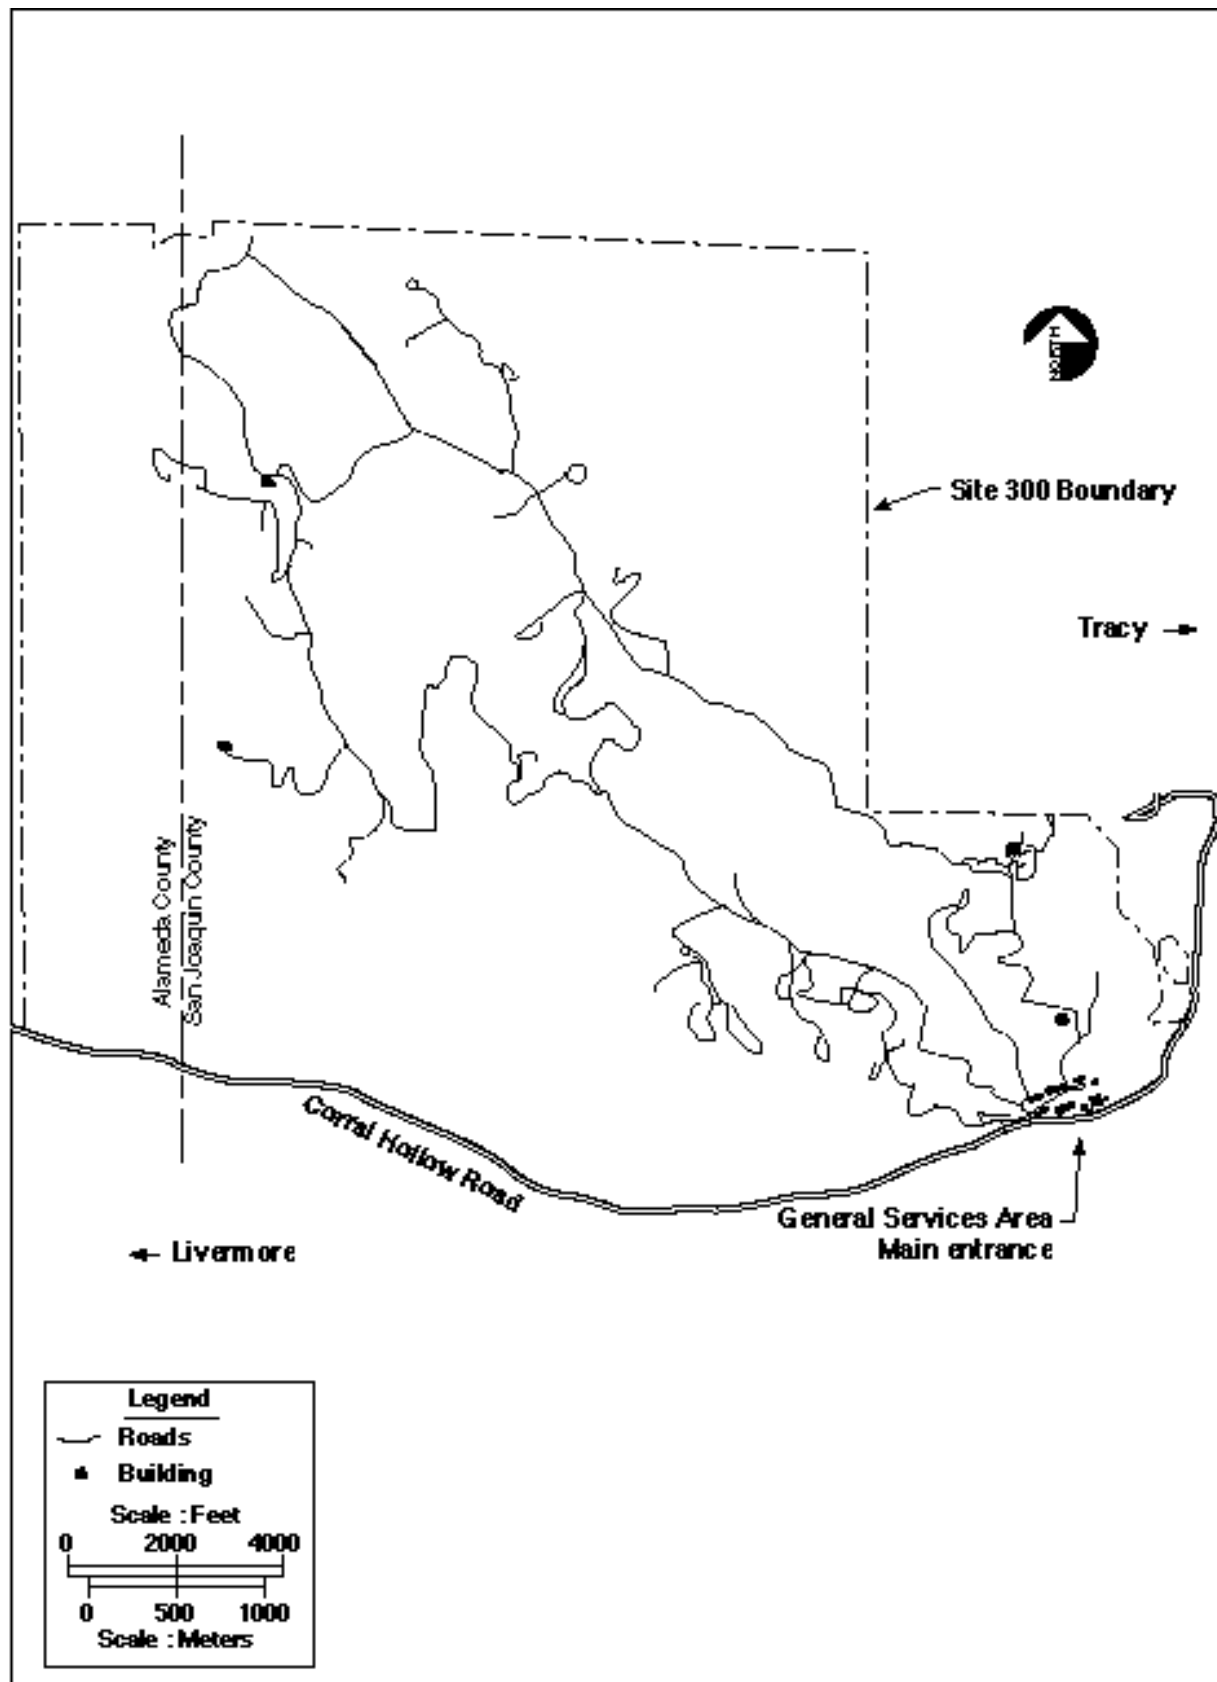 Site 300 Boundary
Tracy
Alameda County
San Joaquin County
Corral Hollow Road
General Services Area
Main entrance
Livermore
Legend
Roads
Building
Scale : Feet
0 2000 4000
0 500 1000
Scale : Meters